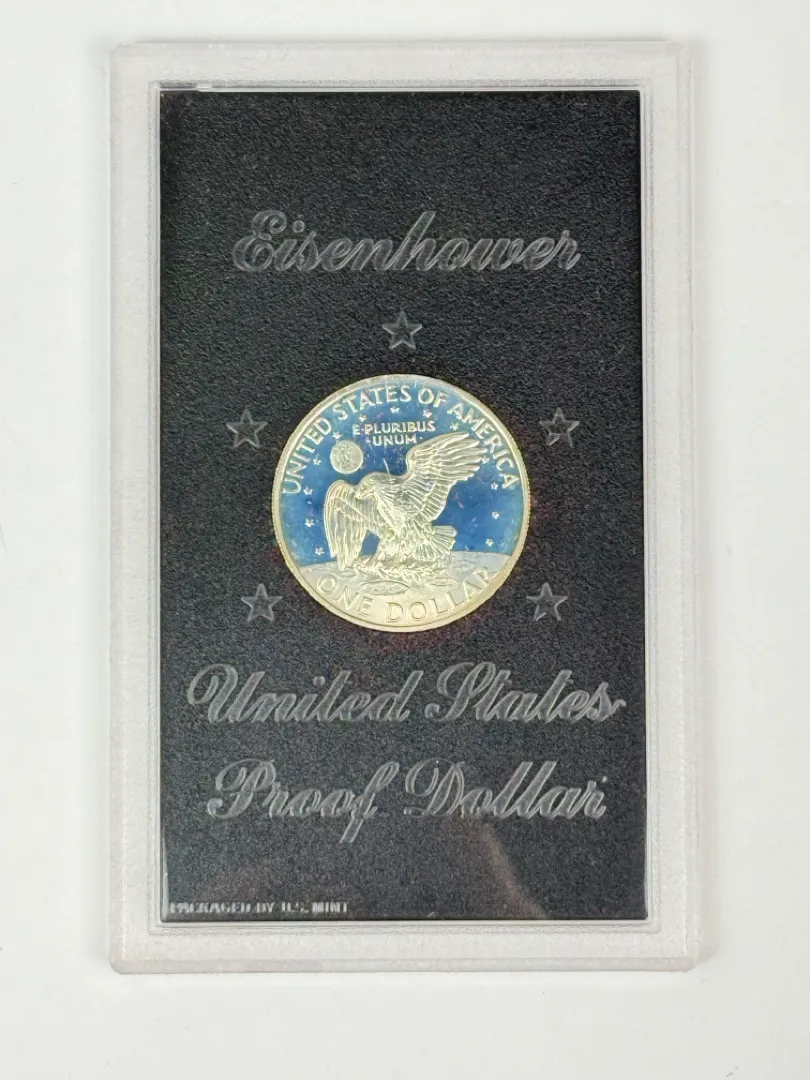 Eisenhower
UNITED STATES OF AMERICA
E·PLURIBUS
·UNUM·
ONE DOLLAR
United States
Proof Dollar
PACKAGED BY U.S. MINT